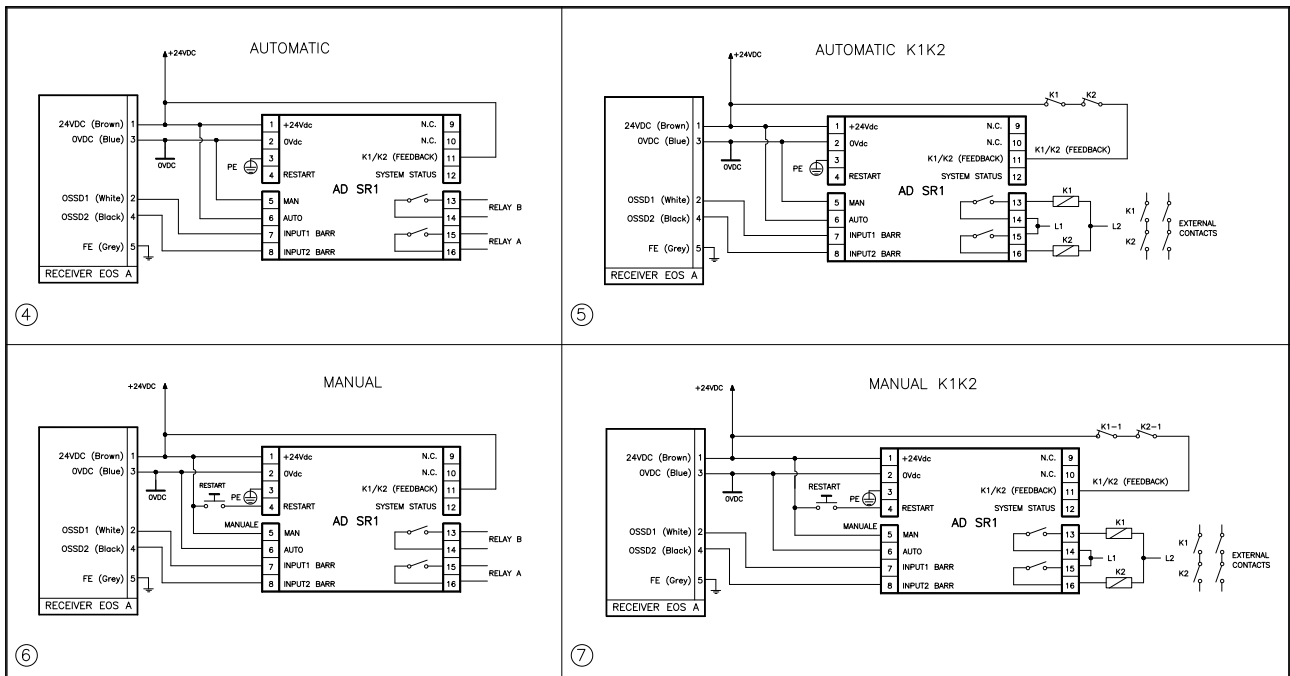 AUTOMATIC
+24VDC
24VDC (Brown) 1
0VDC (Blue) 3
0VDC
OSSD1 (White) 2
OSSD2 (Black) 4
FE (Grey) 5
RECEIVER EOS A
1 +24Vdc N.C. 9
2 0Vdc N.C. 10
PE 3 K1/K2 (FEEDBACK) 11
4 RESTART SYSTEM STATUS 12
AD SR1
5 MAN 13
RELAY B
6 AUTO 14
7 INPUT1 BARR 15
RELAY A
8 INPUT2 BARR 16
4
AUTOMATIC K1K2
+24VDC
K1 K2
24VDC (Brown) 1
0VDC (Blue) 3
0VDC
OSSD1 (White) 2
OSSD2 (Black) 4
FE (Grey) 5
RECEIVER EOS A
1 +24Vdc N.C. 9
2 0Vdc N.C. 10
K1/K2 (FEEDBACK)
PE 3 K1/K2 (FEEDBACK) 11
4 RESTART SYSTEM STATUS 12
AD SR1
5 MAN 13
6 AUTO 14
7 INPUT1 BARR 15
8 INPUT2 BARR 16
K1
L1 L2
K2
K1
K2
EXTERNAL
CONTACTS
5
MANUAL
+24VDC
24VDC (Brown) 1
0VDC (Blue) 3
0VDC
RESTART
OSSD1 (White) 2
OSSD2 (Black) 4
FE (Grey) 5
RECEIVER EOS A
1 +24Vdc N.C. 9
2 0Vdc N.C. 10
PE 3 K1/K2 (FEEDBACK) 11
4 RESTART SYSTEM STATUS 12
AD SR1
MANUALE 5 MAN 13
RELAY B
6 AUTO 14
7 INPUT1 BARR 15
RELAY A
8 INPUT2 BARR 16
6
MANUAL K1K2
+24VDC
K1-1 K2-1
24VDC (Brown) 1
0VDC (Blue) 3
0VDC
RESTART
OSSD1 (White) 2
OSSD2 (Black) 4
FE (Grey) 5
RECEIVER EOS A
1 +24Vdc N.C. 9
2 0Vdc N.C. 10
K1/K2 (FEEDBACK)
PE 3 K1/K2 (FEEDBACK) 11
4 RESTART SYSTEM STATUS 12
AD SR1
MANUALE 5 MAN 13
6 AUTO 14
7 INPUT1 BARR 15
8 INPUT2 BARR 16
K1
L1 L2
K2
K1
K2
EXTERNAL
CONTACTS
7